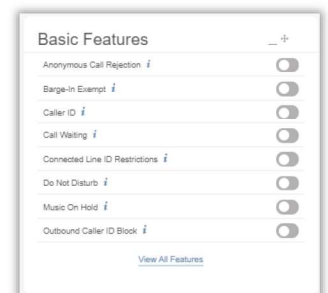 Basic Features
Anonymous Call Rejection i
Barge-In Exempt i
Caller ID i
Call Waiting i
Connected Line ID Restrictions i
Do Not Disturb i
Music On Hold i
Outbound Caller ID Block i
View All Features